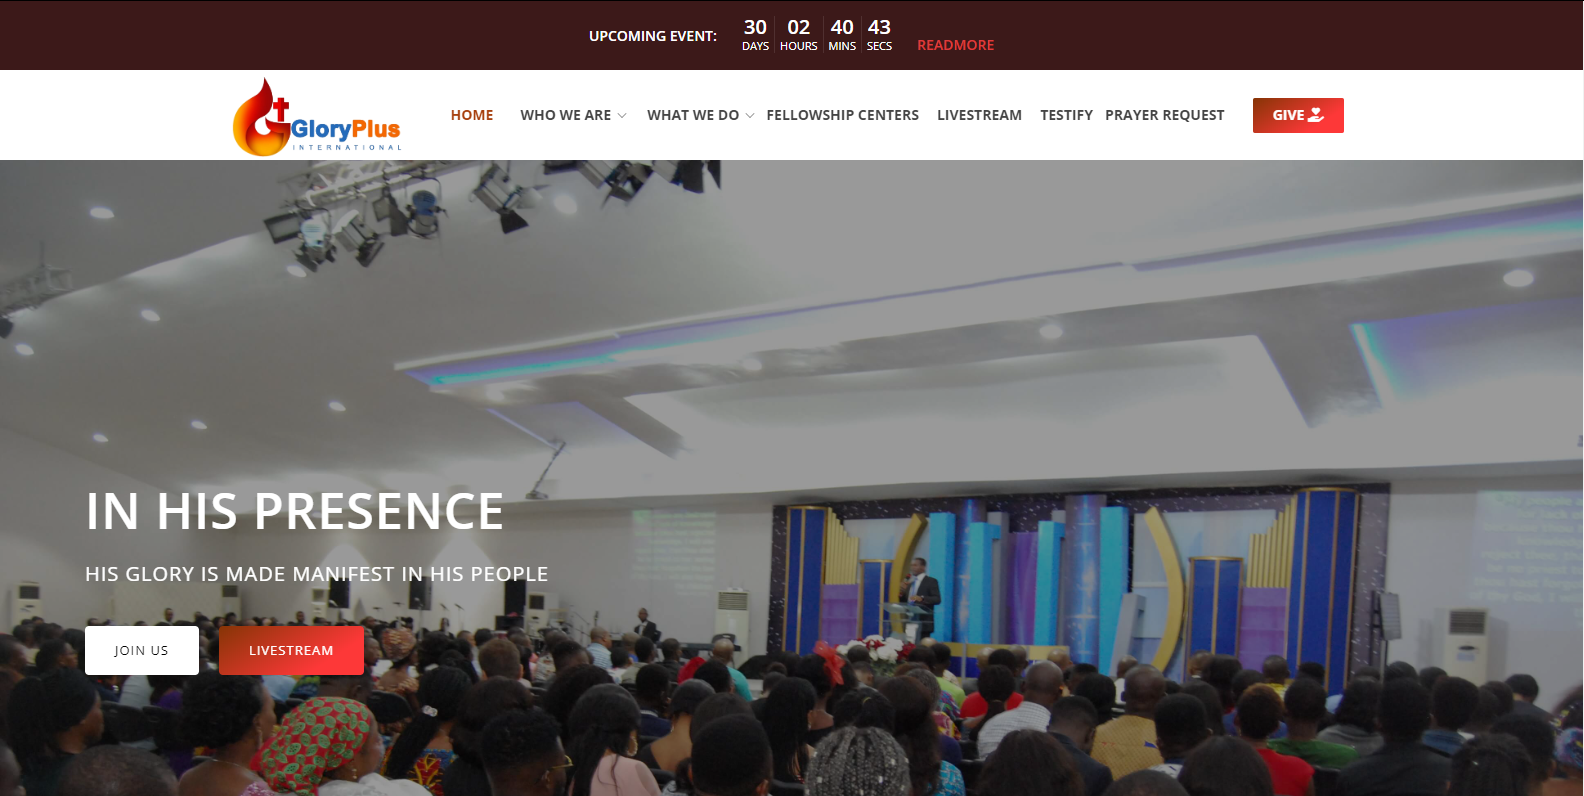 UPCOMING EVENT:
30 02 40 43
DAYS HOURS MINS SECS
READMORE
GloryPlus
INTERNATIONAL
HOME WHO WE ARE WHAT WE DO FELLOWSHIP CENTERS LIVESTREAM TESTIFY PRAYER REQUEST GIVE
IN HIS PRESENCE
HIS GLORY IS MADE MANIFEST IN HIS PEOPLE
JOIN US LIVESTREAM